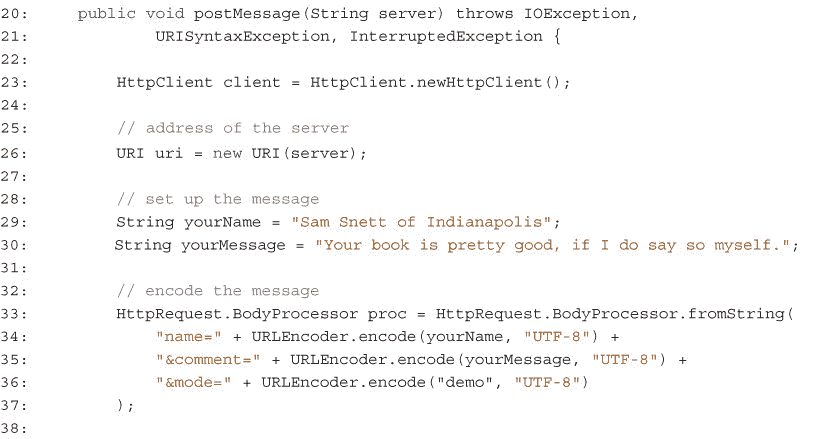 20:     public void postMessage(String server) throws IOException,
21:             URISyntaxException, InterruptedException {
22:
23:         HttpClient client = HttpClient.newHttpClient();
24:
25:         // address of the server
26:         URI uri = new URI(server);
27:
28:         // set up the message
29:         String yourName = "Sam Snett of Indianapolis";
30:         String yourMessage = "Your book is pretty good, if I do say so myself.";
31:
32:         // encode the message
33:         HttpRequest.BodyProcessor proc = HttpRequest.BodyProcessor.fromString(
34:             "name=" + URLEncoder.encode(yourName, "UTF-8") +
35:             "&comment=" + URLEncoder.encode(yourMessage, "UTF-8") +
36:             "&mode=" + URLEncoder.encode("demo", "UTF-8")
37:         );
38: